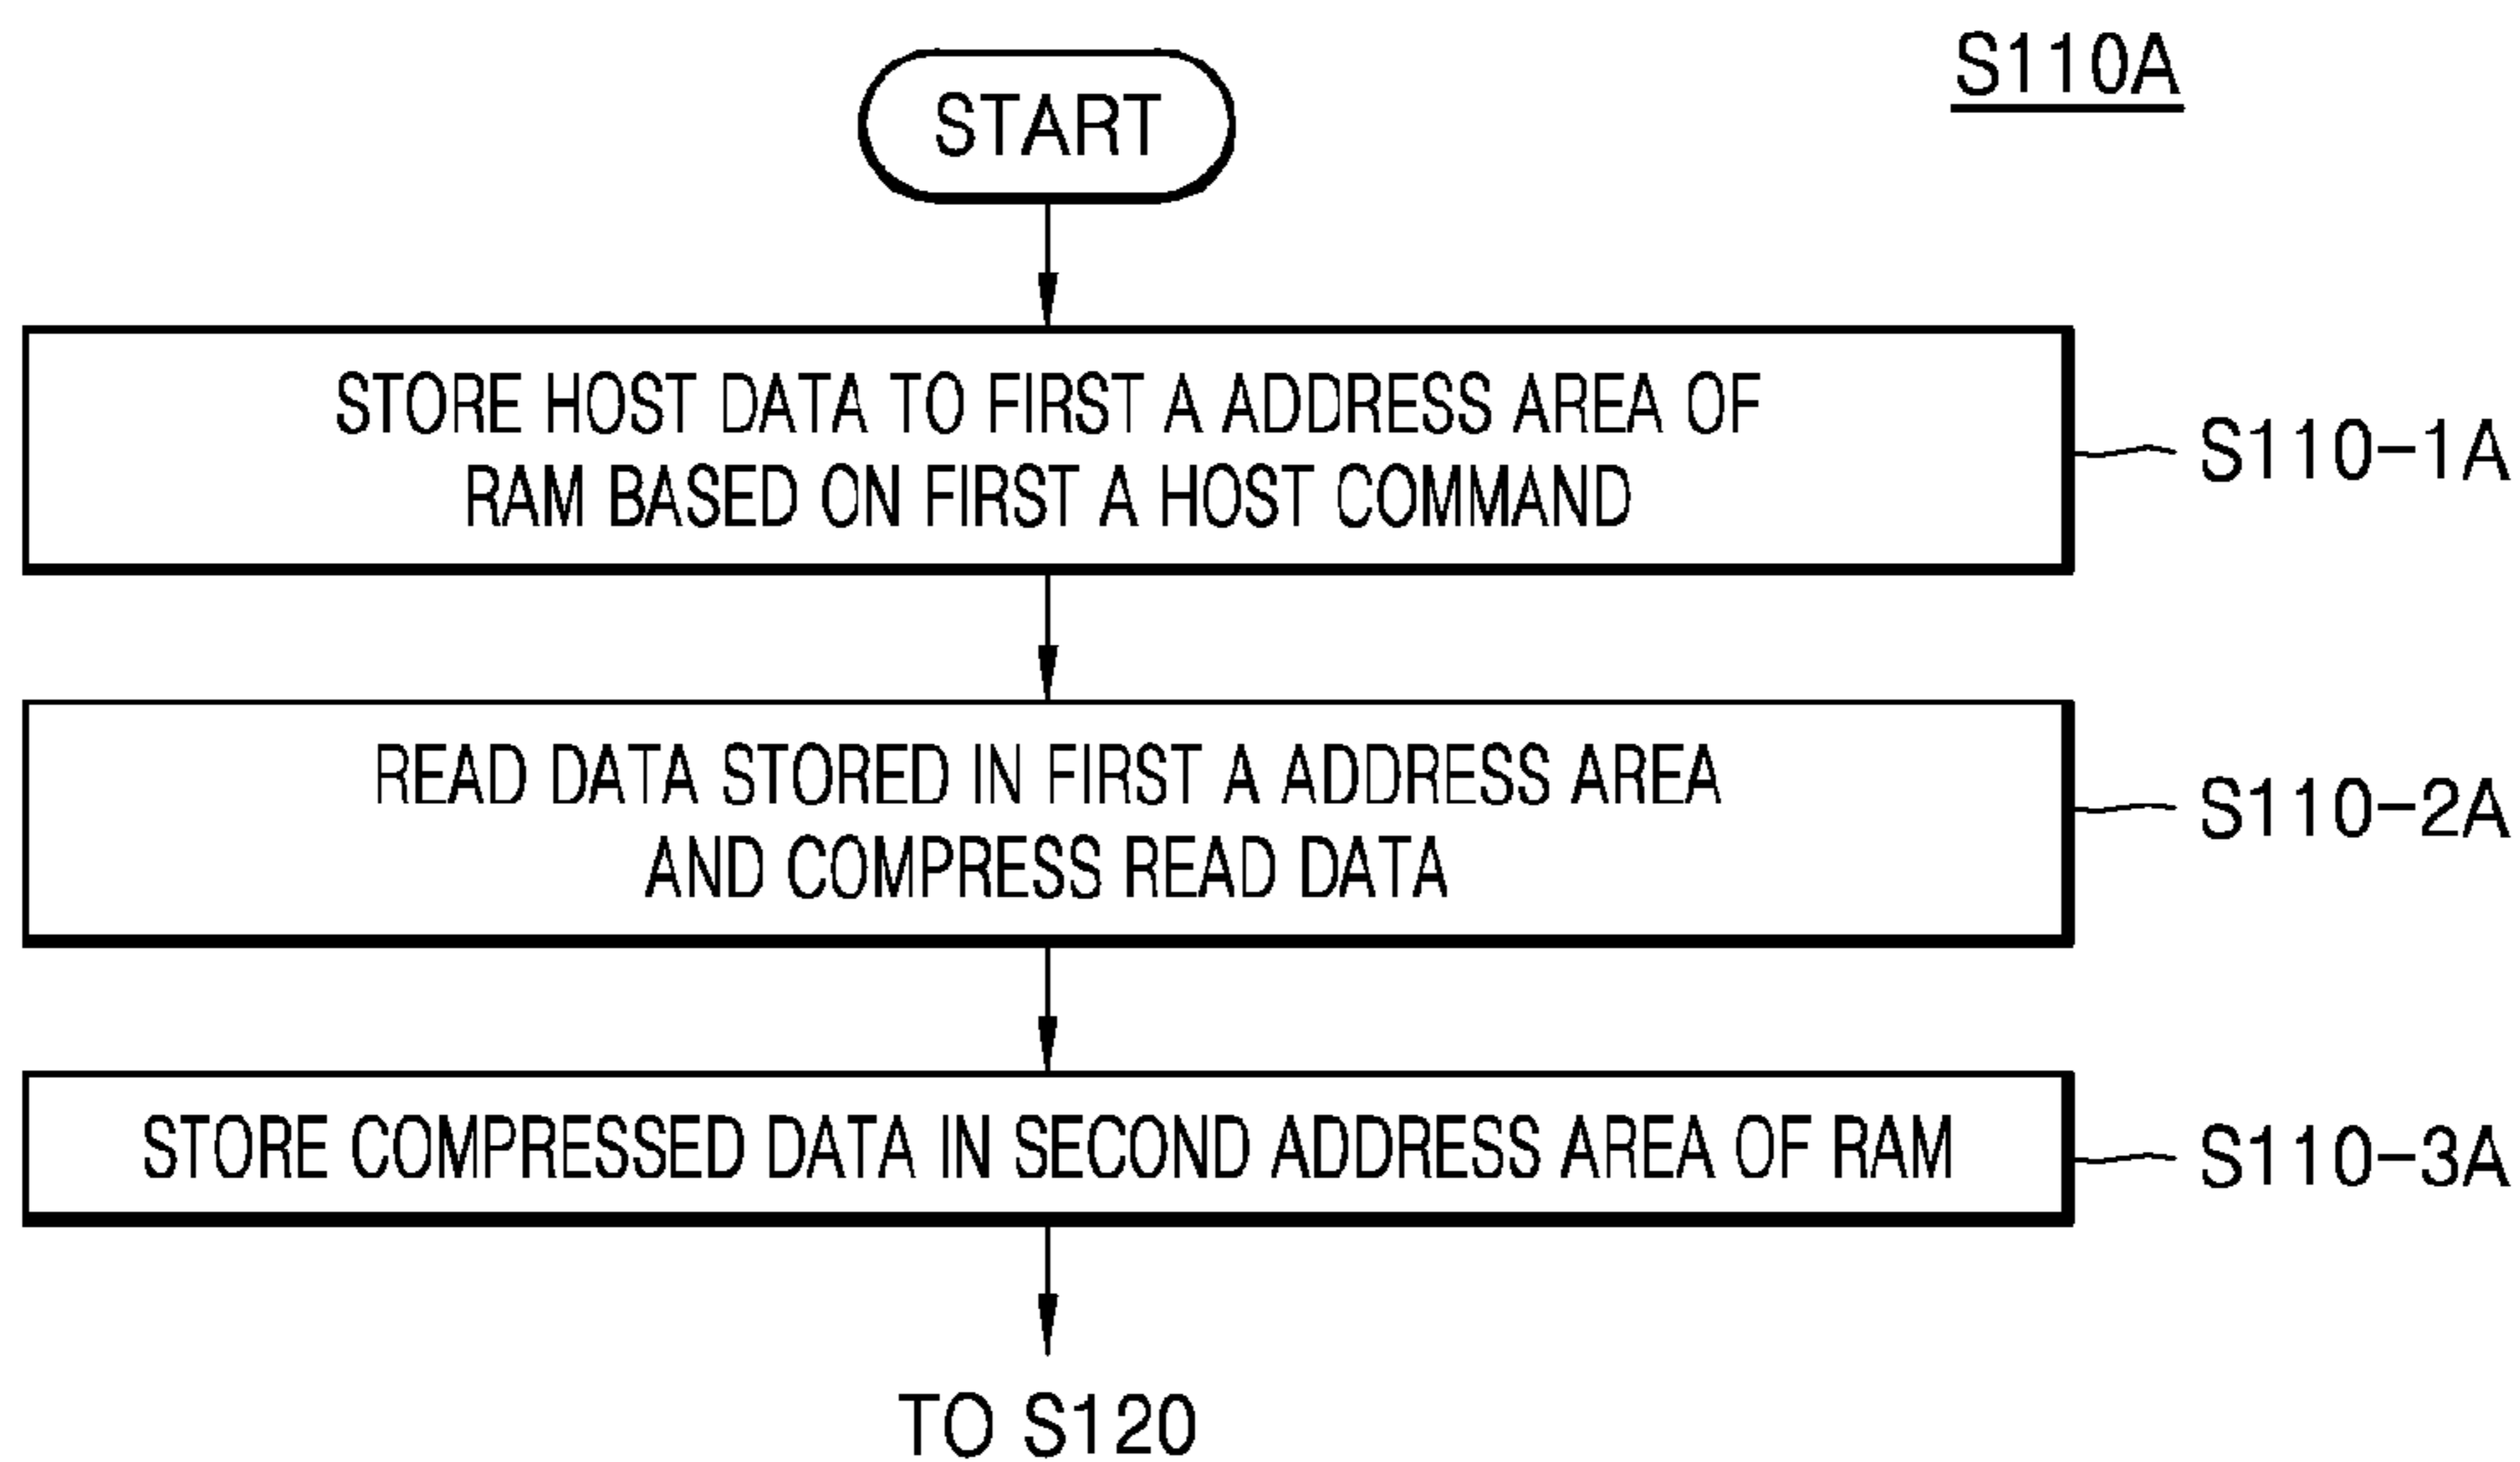 S110A
START
STORE HOST DATA TO FIRST A ADDRESS AREA OF
RAM BASED ON FIRST A HOST COMMAND
S110-1A
READ DATA STORED IN FIRST A ADDRESS AREA
AND COMPRESS READ DATA
S110-2A
STORE COMPRESSED DATA IN SECOND ADDRESS AREA OF RAM
S110-3A
TO S120